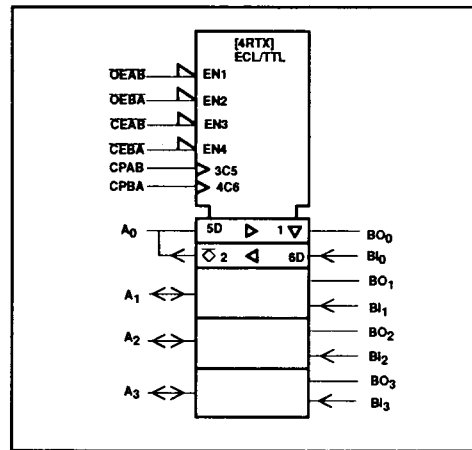 [4RTX]
ECL/TTL
OEAB EN1
OEBA EN2
CEAB EN3
CEBA EN4
CPAB 3C5
CPBA 4C6
A0 5D 1 BO0
2 6D BI0
BO1
A1
BI1
BO2
A2
BI2
BO3
A3
BI3